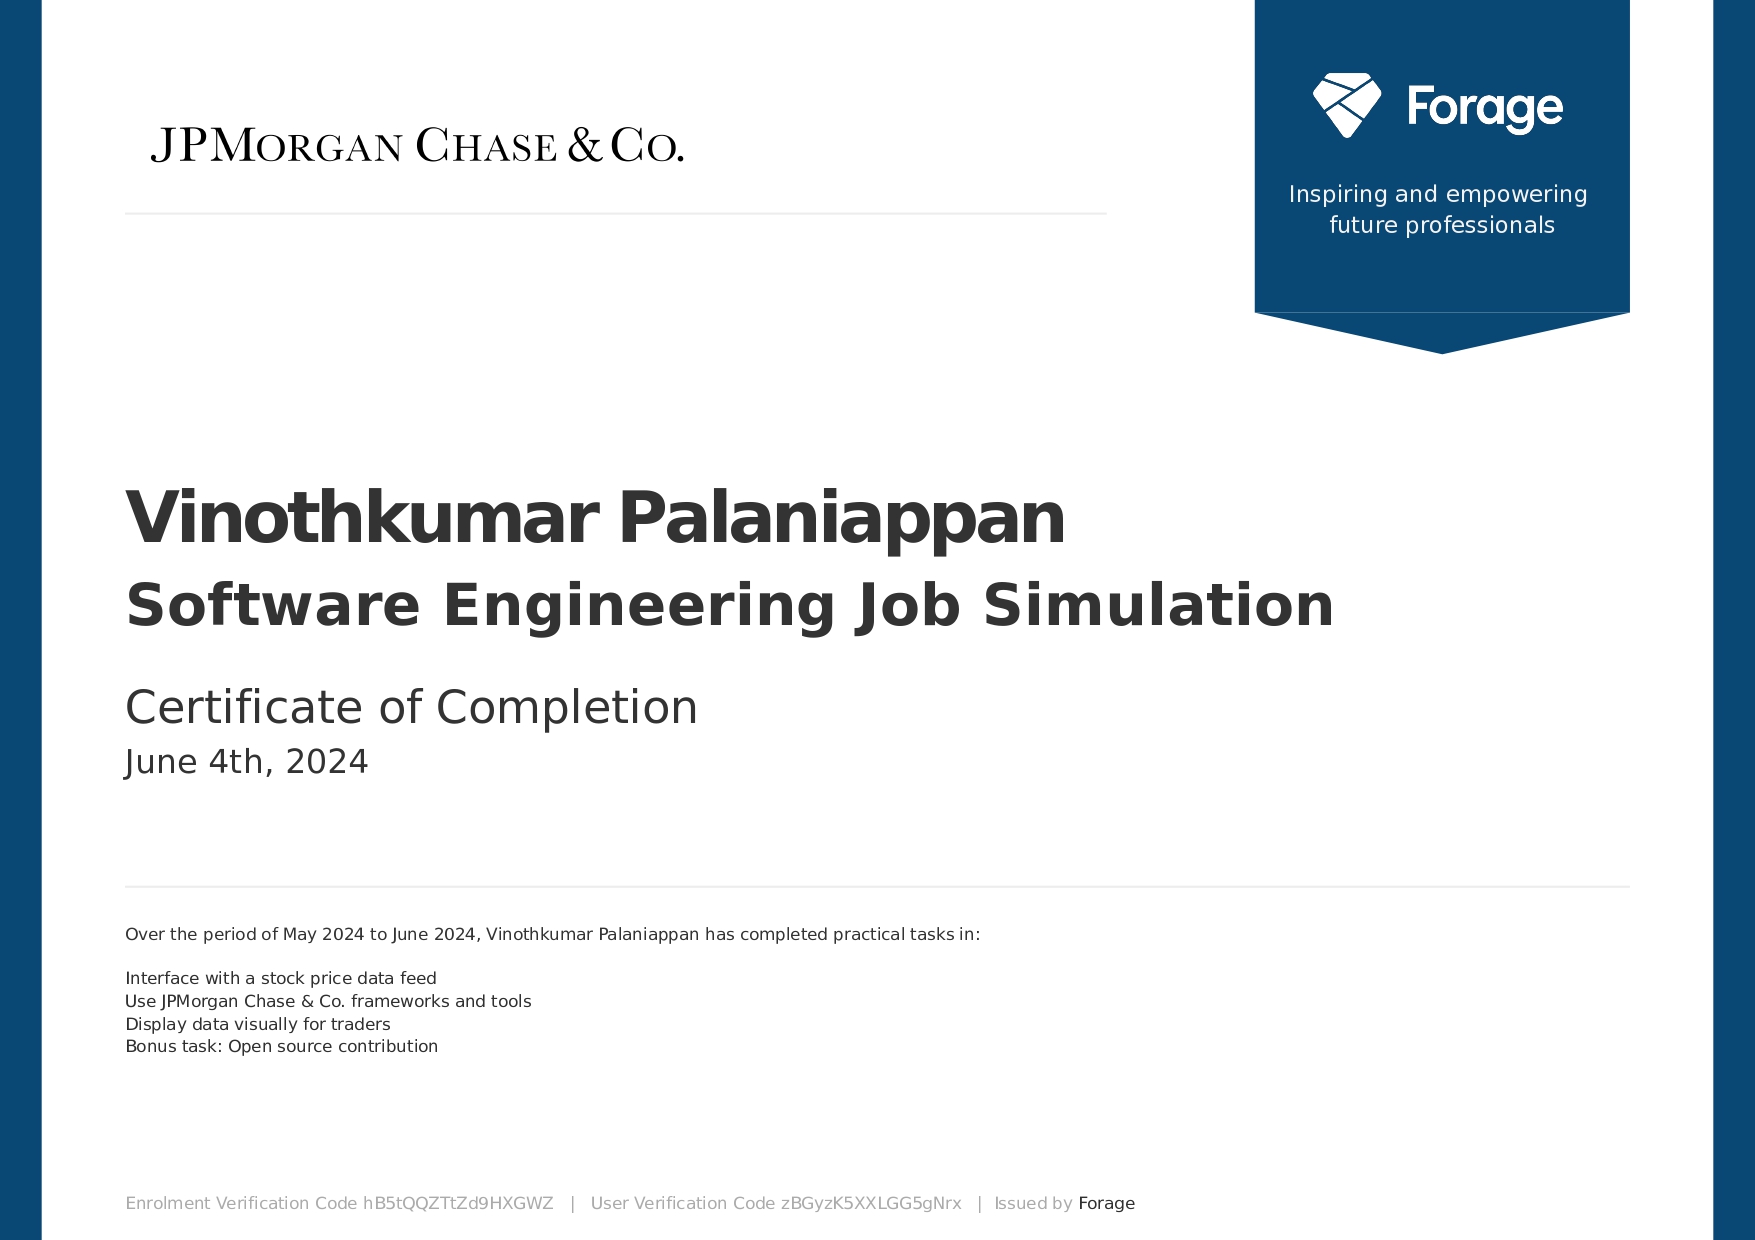 JPMORGAN CHASE & CO.
Forage
Inspiring and empowering
future professionals
Vinothkumar Palaniappan
Software Engineering Job Simulation
Certificate of Completion
June 4th, 2024
Over the period of May 2024 to June 2024, Vinothkumar Palaniappan has completed practical tasks in:
Interface with a stock price data feed
Use JPMorgan Chase & Co. frameworks and tools
Display data visually for traders
Bonus task: Open source contribution
Enrolment Verification Code hB5tQQZTtZd9HXGWZ | User Verification Code zBGyzK5XXLGG5gNrx | Issued by Forage